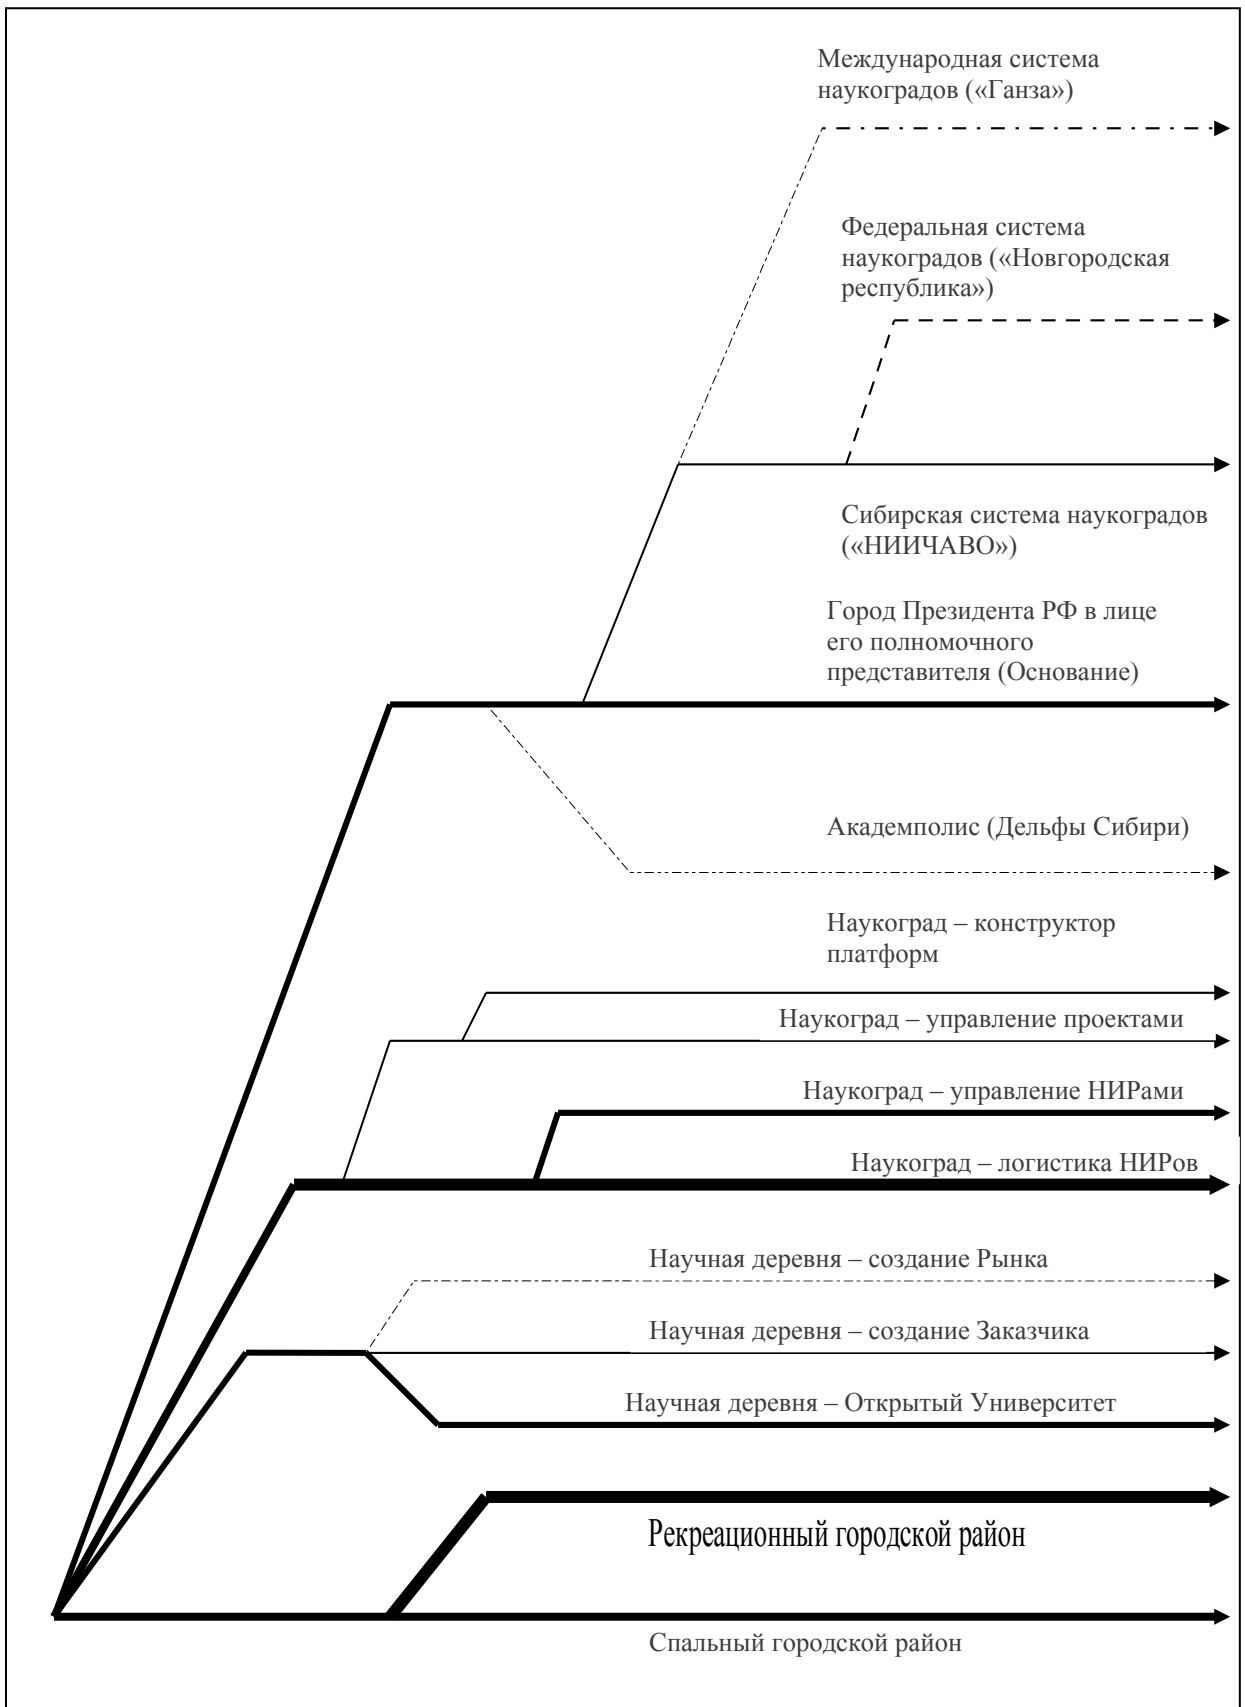 Международная система
наукоградов («Ганза»)
Федеральная система
наукоградов («Новгородская
республика»)
Сибирская система наукоградов
(«НИИЧАВО»)
Город Президента РФ в лице
его полномочного
представителя (Основание)
Академполис (Дельфы Сибири)
Наукоград – конструктор
платформ
Наукоград – управление проектами
Наукоград – управление НИРами
Наукоград – логистика НИРов
Научная деревня – создание Рынка
Научная деревня – создание Заказчика
Научная деревня – Открытый Университет
Рекреационный городской район
Спальный городской район